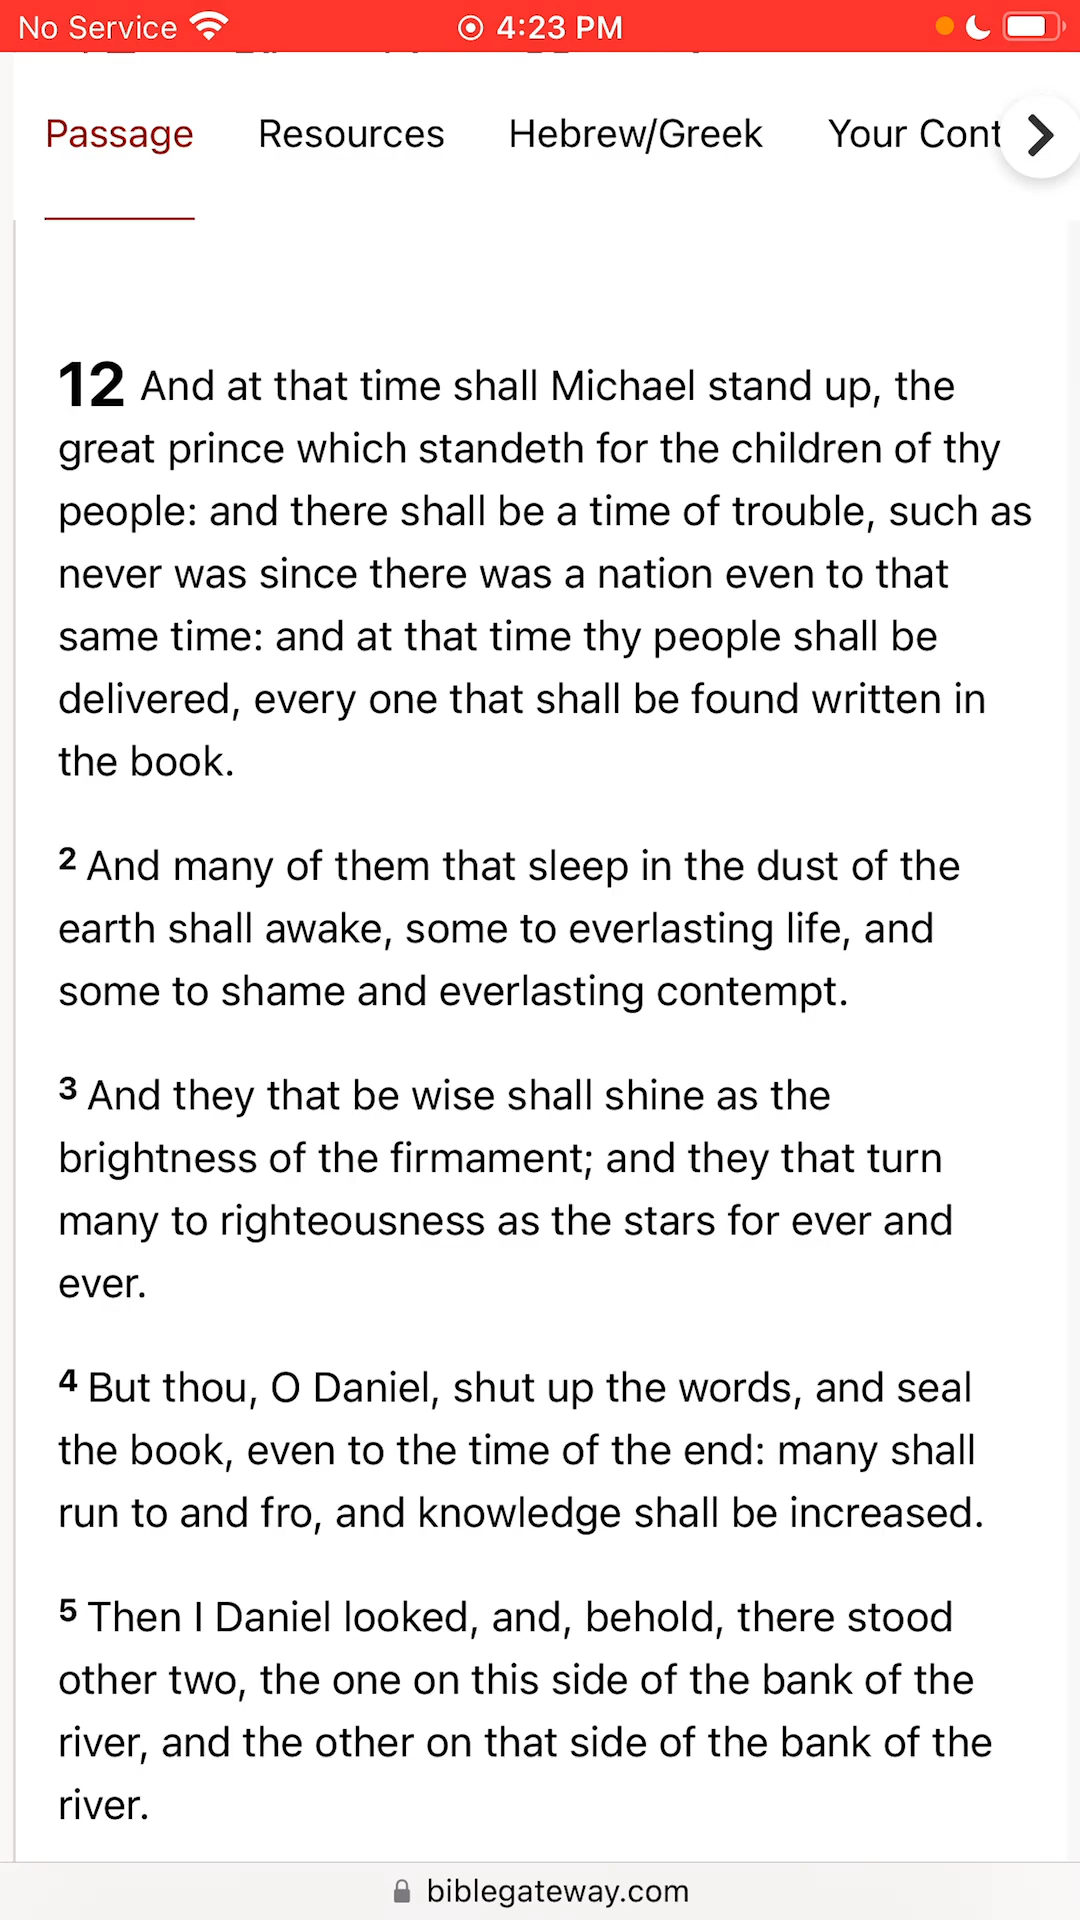 No Service 4:23 PM
Passage Resources Hebrew/Greek Your Cont
12 And at that time shall Michael stand up, the
great prince which standeth for the children of thy
people: and there shall be a time of trouble, such as
never was since there was a nation even to that
same time: and at that time thy people shall be
delivered, every one that shall be found written in
the book.
2 And many of them that sleep in the dust of the
earth shall awake, some to everlasting life, and
some to shame and everlasting contempt.
3 And they that be wise shall shine as the
brightness of the firmament; and they that turn
many to righteousness as the stars for ever and
ever.
4 But thou, O Daniel, shut up the words, and seal
the book, even to the time of the end: many shall
run to and fro, and knowledge shall be increased.
5 Then I Daniel looked, and, behold, there stood
other two, the one on this side of the bank of the
river, and the other on that side of the bank of the
river.
biblegateway.com